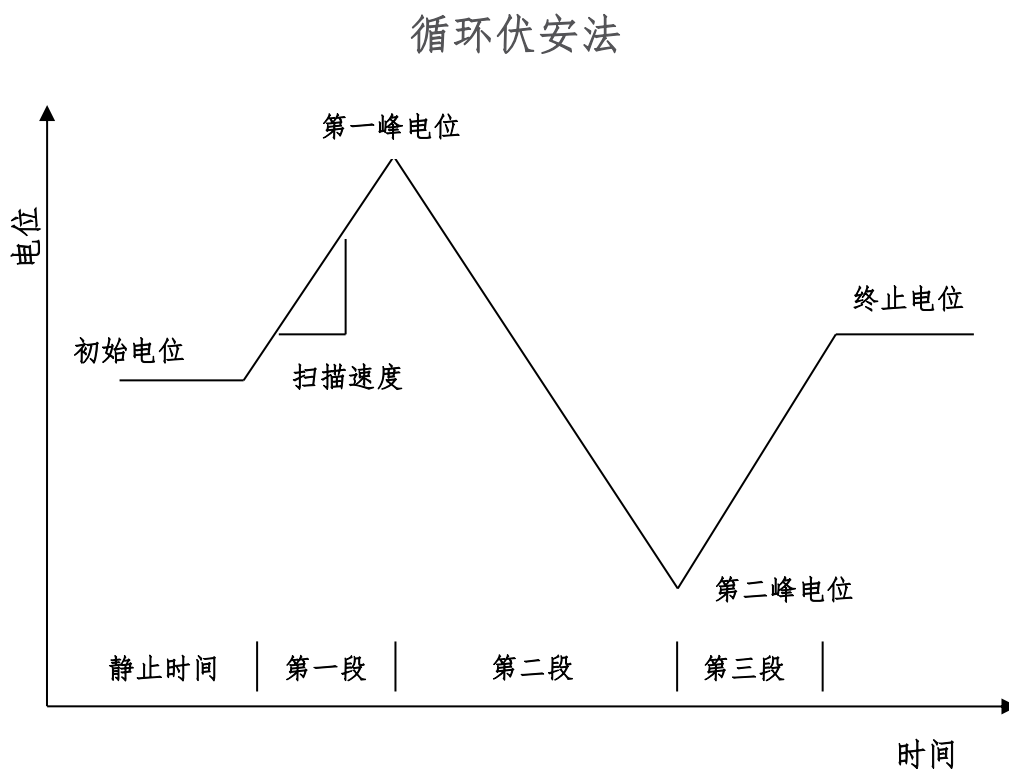 循环伏安法
第一峰电位
电位
终止电位
初始电位
扫描速度
第二峰电位
静止时间 第一段 第二段 第三段
时间